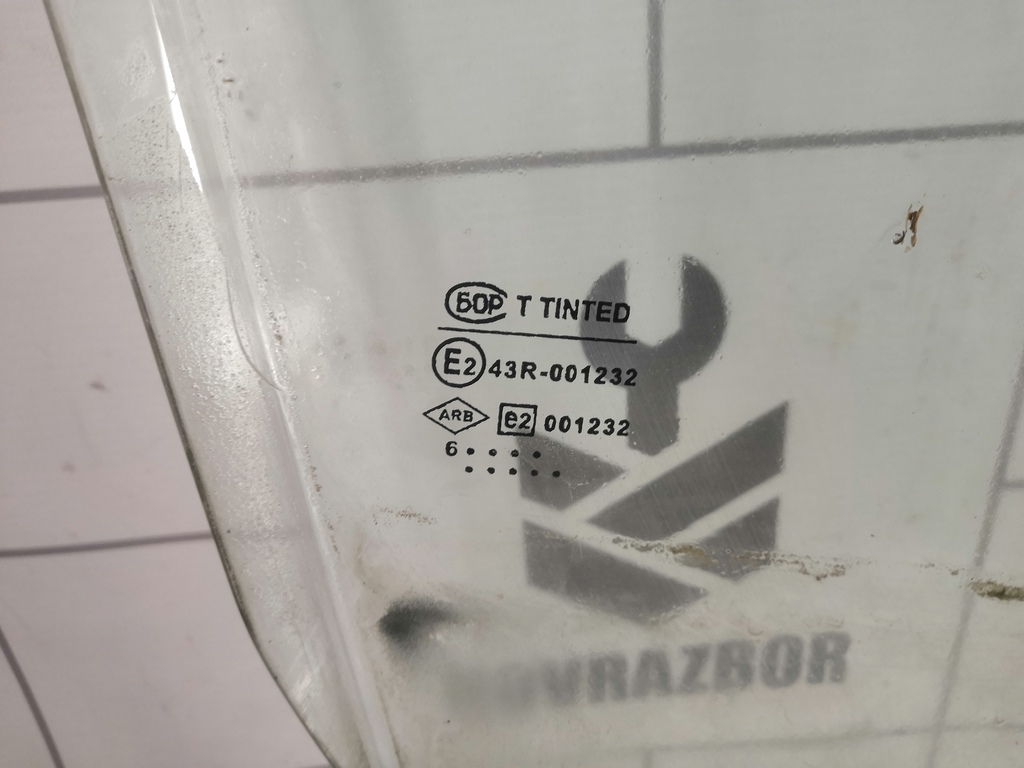 БОР T TINTED
E2 43R-001232
ARB e2 001232
6 . . . .
. . . . .